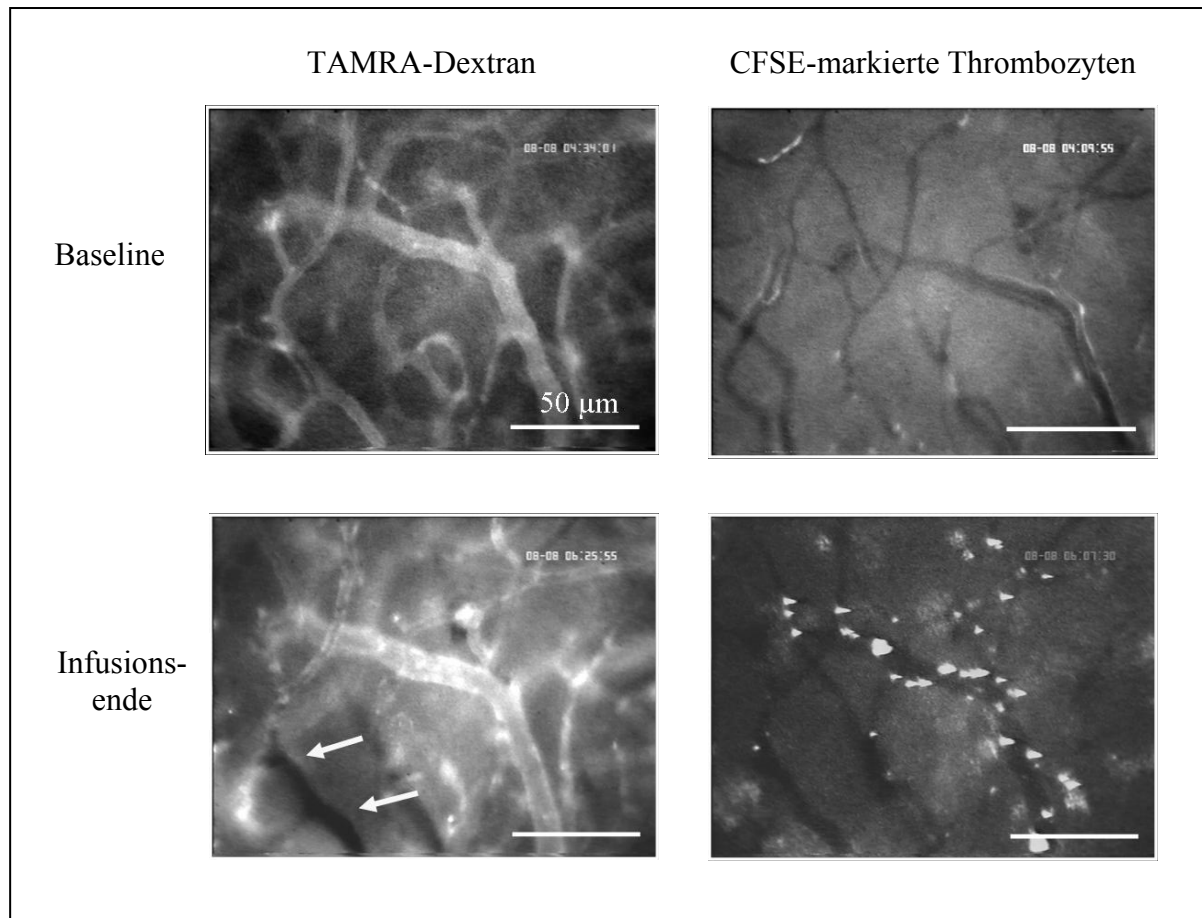 TAMRA-Dextran
CFSE-markierte Thrombozyten
Baseline
08-08 04:34:01
50 µm
08-08 04:09:55
Infusions-
ende
08-08 06:25:55
08-08 06:07:30